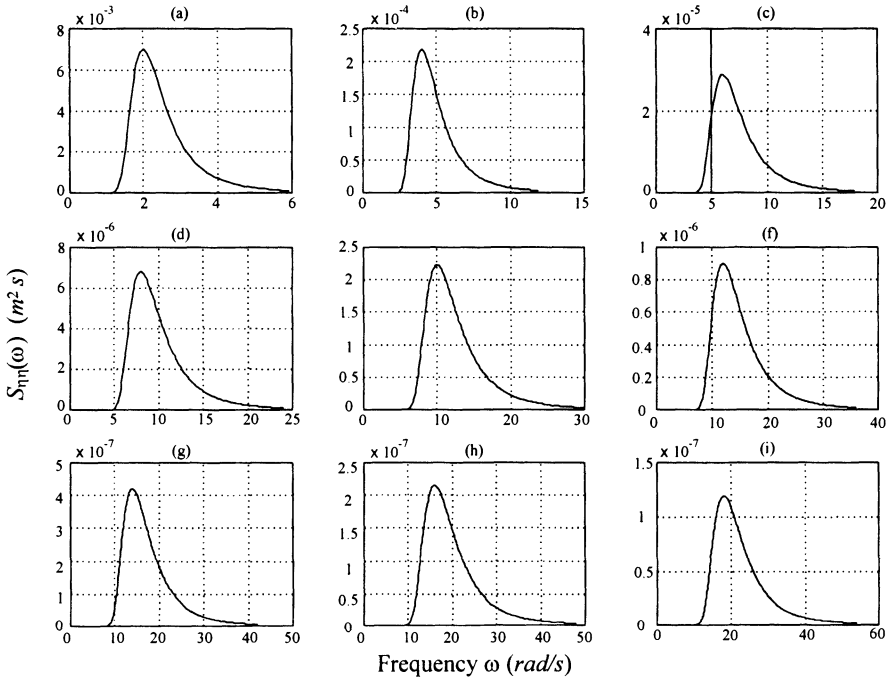 (a) (b) (c)
x 10-3 x 10-4 x 10-5
8 2.5 4
6 2
4 1.5 2
2 1
0 0.5
0 2 4 6 0 0
0 5 10 15 0 5 10 15 20
(d) (f)
x 10-6 x 10-6
8 2.5 1
6 2 0.8
4 1.5 0.6
2 1 0.4
0 0.5 0.2
0 5 10 15 20 25 0 0
0 10 20 30 0 10 20 30 40
Sηη(ω) (m² s)
(g) (h) (i)
x 10-7 x 10-7 x 10-7
5 2.5 1.5
4 2 1
3 1.5 0.5
2 1 0
1 0.5
0 0
0 10 20 30 40 50 0 10 20 30 40 50 0 20 40 60
Frequency ω (rad/s)